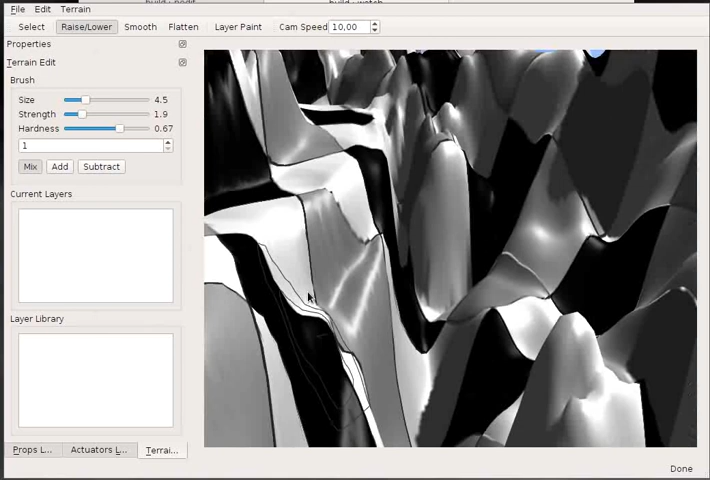 File Edit Terrain
Select Raise/Lower Smooth Flatten Layer Paint Cam Speed 10,00
Properties
Terrain Edit
Brush
Size 4.5
Strength 1.9
Hardness 0.67
1
Mix Add Subtract
Current Layers
Layer Library
Props L... Actuators L... Terrai...
Done